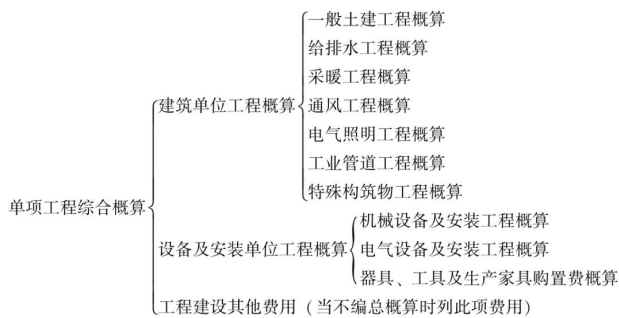 单项工程综合概算
建筑单位工程概算
一般土建工程概算
给排水工程概算
采暖工程概算
通风工程概算
电气照明工程概算
工业管道工程概算
特殊构筑物工程概算
设备及安装单位工程概算
机械设备及安装工程概算
电气设备及安装工程概算
器具、工具及生产家具购置费概算
工程建设其他费用（当不编总概算时列此项费用）